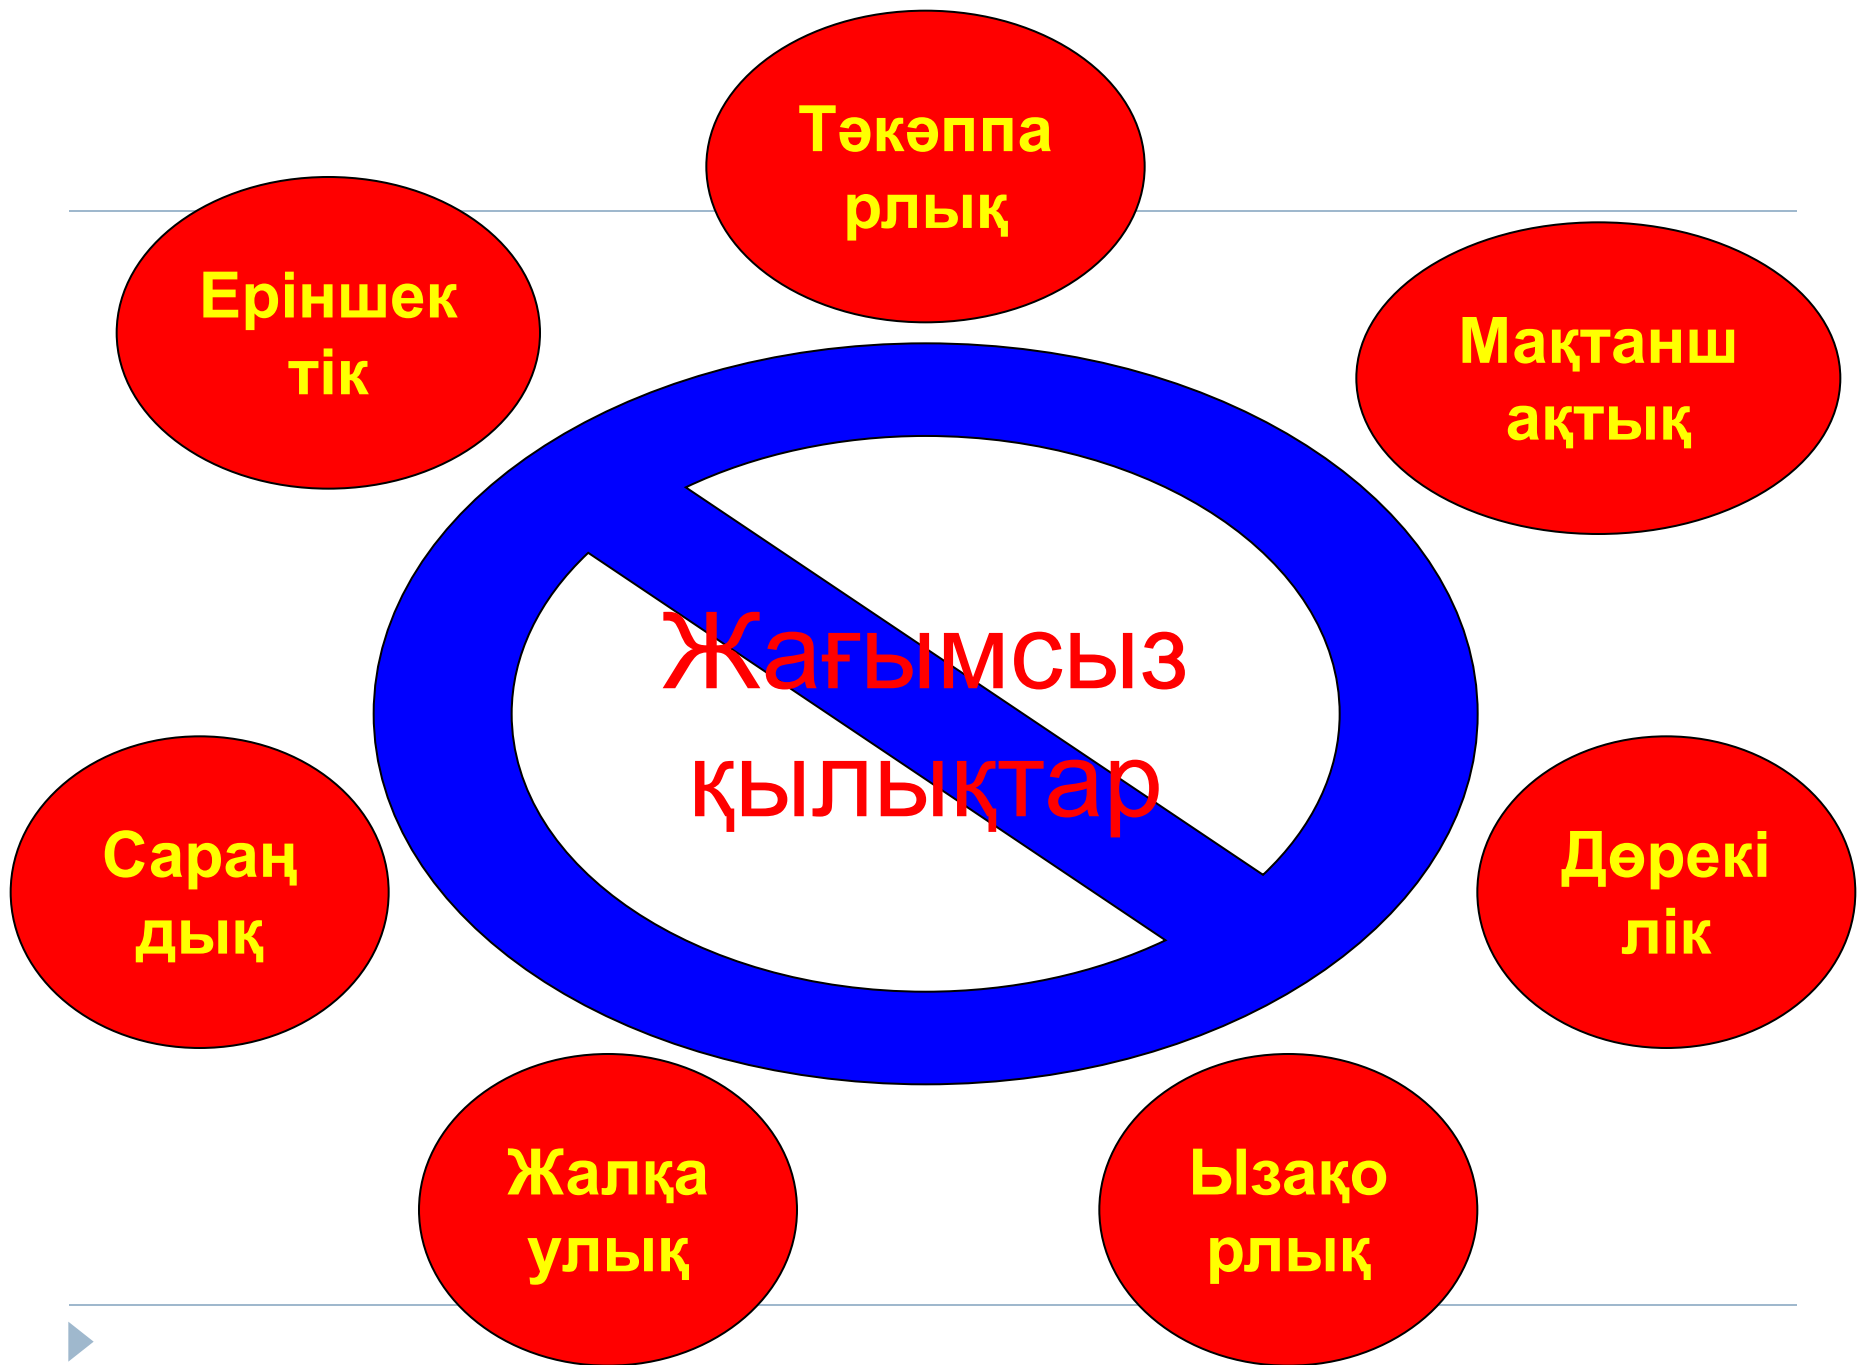 Тәкәппа
рлық
Еріншек
тік
Мақтанш
ақтық
Жағымсыз
қылықтар
Сараң
дық
Дөрекі
лік
Жалқа
улық
Ызақо
рлық